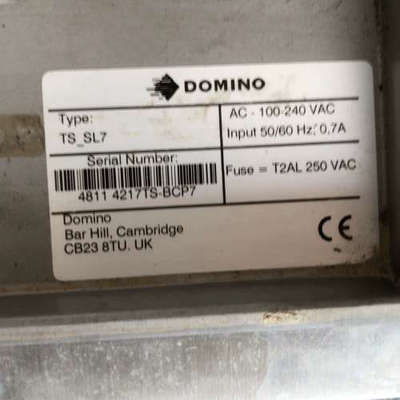 DOMINO
Type:
TS_SL7
AC - 100-240 VAC
Input 50/60 Hz; 0,7A
Serial Number:
4811 4217TS-BCP7
Fuse = T2AL 250 VAC
Domino
Bar Hill, Cambridge
CB23 8TU. UK
CE